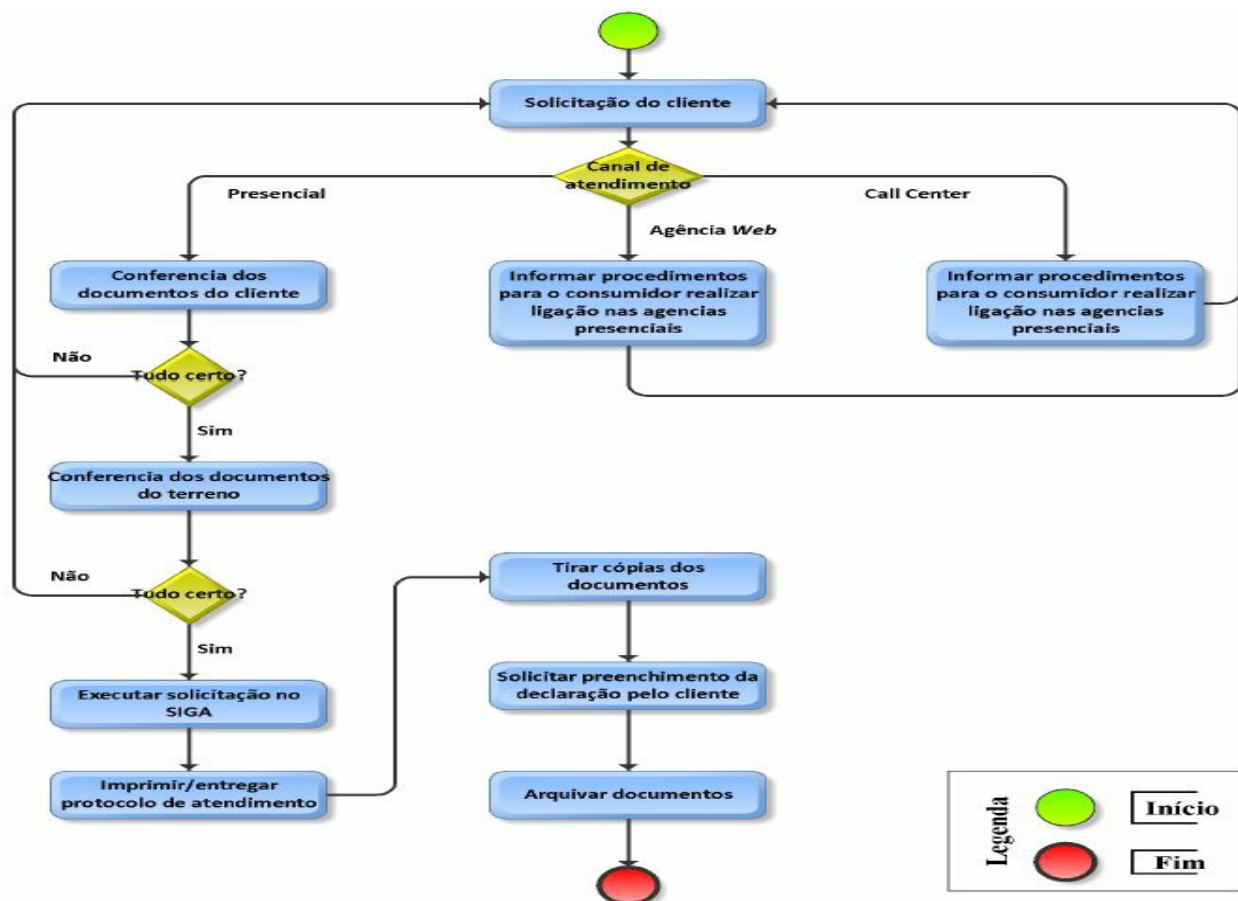 Solicitação do cliente
Canal de
atendimento
Presencial
Call Center
Agência Web
Conferencia dos
documentos do cliente
Informar procedimentos
para o consumidor realizar
ligação nas agencias
presenciais
Informar procedimentos
para o consumidor realizar
ligação nas agencias
presenciais
Não
Tudo certo?
Sim
Conferencia dos documentos
do terreno
Não
Tudo certo?
Sim
Executar solicitação no
SIGA
Imprimir/entregar
protocolo de atendimento
Tirar cópias dos
documentos
Solicitar preenchimento da
declaração pelo cliente
Arquivar documentos
Legenda
Início
Fim